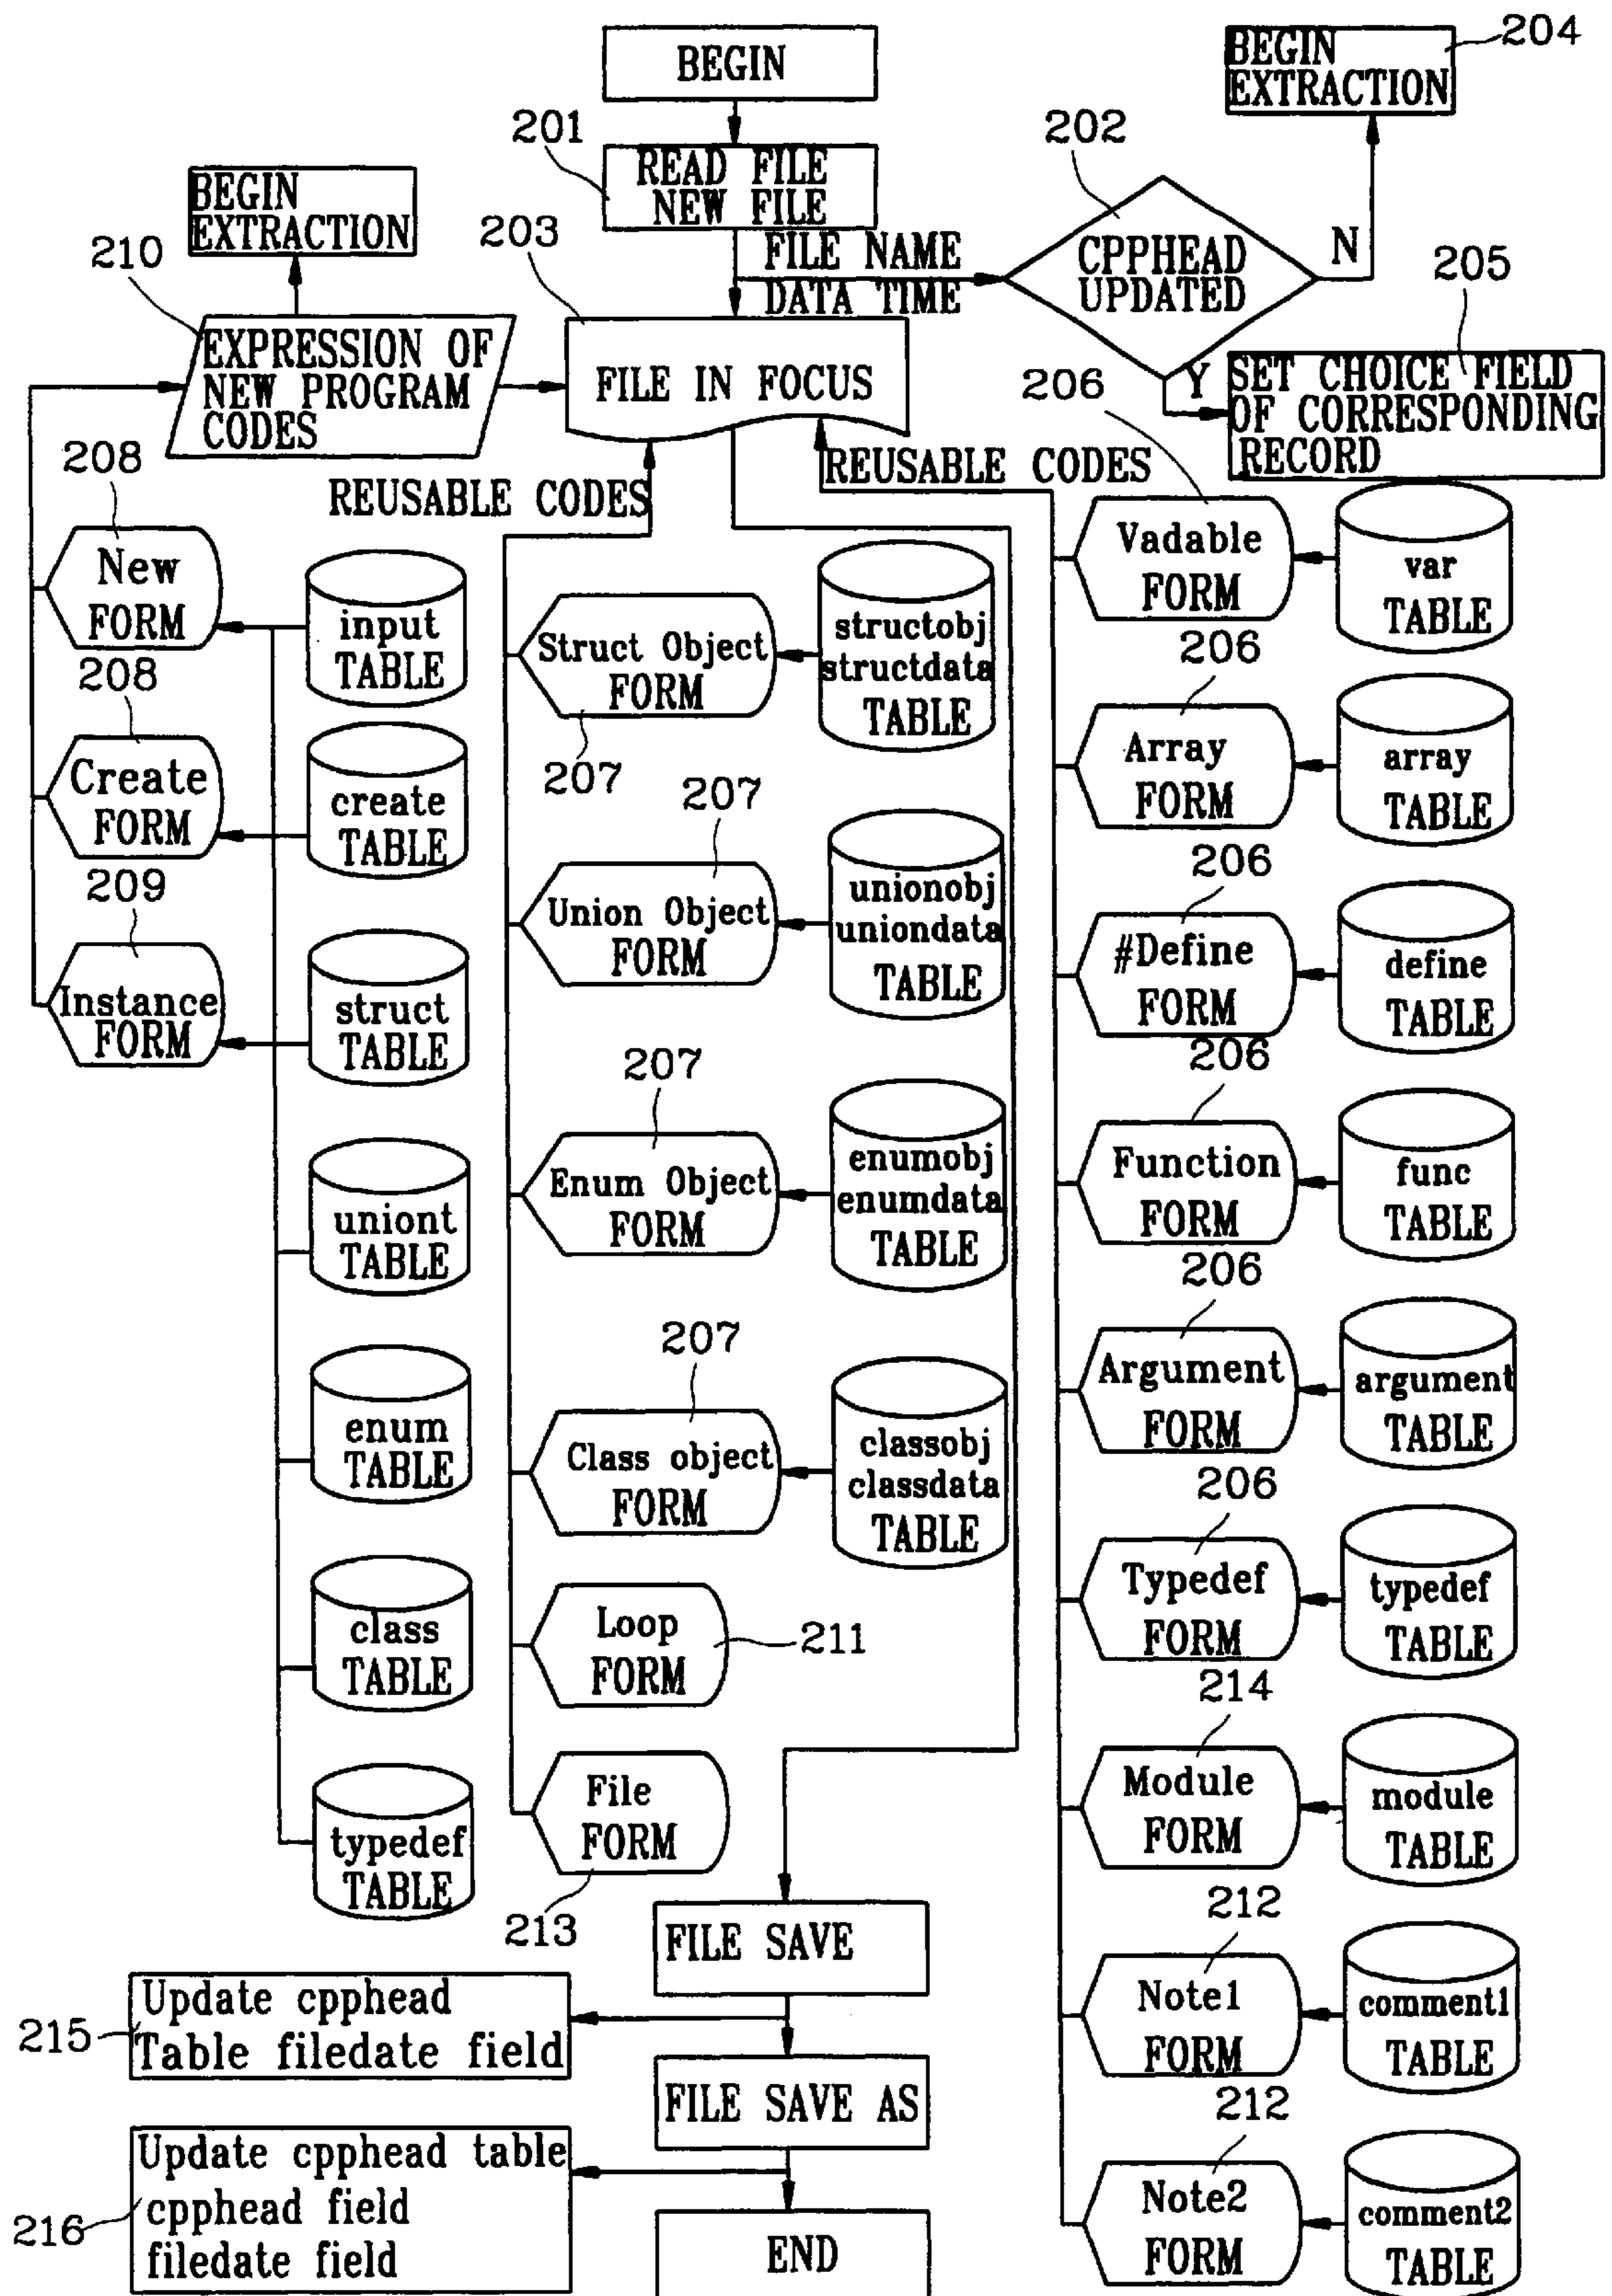 BEGIN
201
READ FILE
NEW FILE
FILE NAME
DATA TIME
202
CPPHEAD
UPDATED
N
Y
BEGIN
EXTRACTION
204
205
SET CHOICE FIELD
OF CORRESPONDING
RECORD
BEGIN
EXTRACTION
210
EXPRESSION OF
NEW PROGRAM
CODES
203
FILE IN FOCUS
REUSABLE CODES
REUSABLE CODES
208
New
FORM
208
Create
FORM
209
Instance
FORM
input
TABLE
create
TABLE
struct
TABLE
uniont
TABLE
enum
TABLE
class
TABLE
typedef
TABLE
Struct Object
FORM
207
structobj
structdata
TABLE
207
Union Object
FORM
unionobj
uniondata
TABLE
207
Enum Object
FORM
enumobj
enumdata
TABLE
207
Class object
FORM
classobj
classdata
TABLE
Loop
FORM
211
File
FORM
213
206
Vadable
FORM
var
TABLE
206
Array
FORM
array
TABLE
206
#Define
FORM
define
TABLE
206
Function
FORM
func
TABLE
206
Argument
FORM
argument
TABLE
206
Typedef
FORM
typedef
TABLE
214
Module
FORM
module
TABLE
212
Note1
FORM
comment1
TABLE
212
Note2
FORM
comment2
TABLE
FILE SAVE
215
Update cpphead
Table filedate field
FILE SAVE AS
216
Update cpphead table
cpphead field
filedate field
END